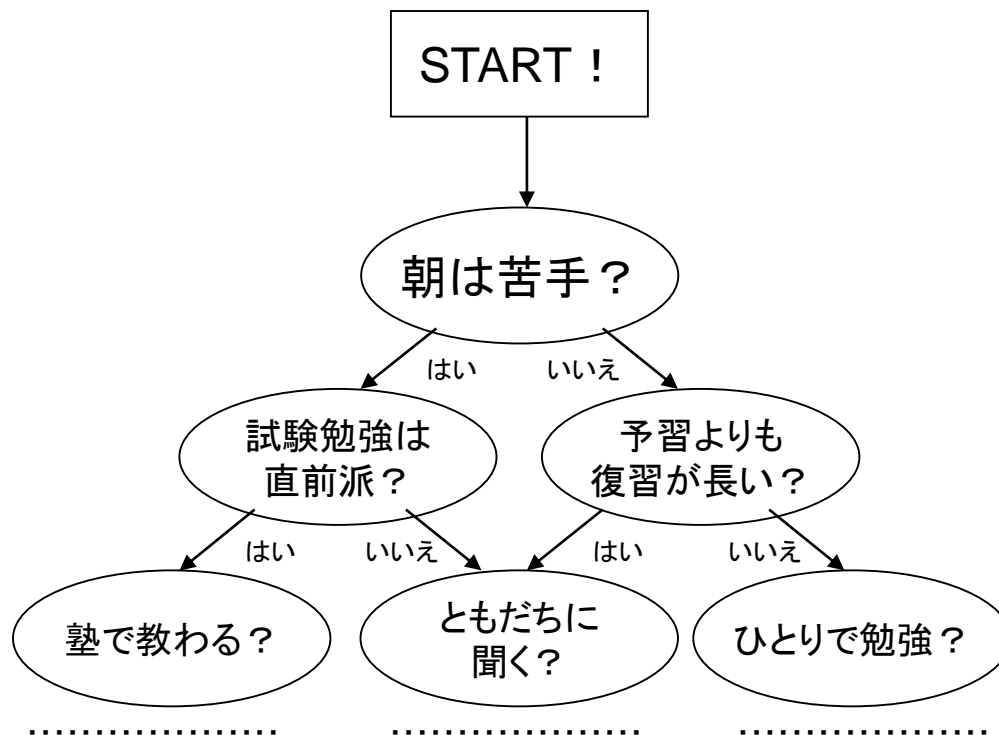 START！
朝は苦手？
はい
いいえ
試験勉強は
直前派？
予習よりも
復習が長い？
はい
いいえ
はい
いいえ
塾で教わる？
ともだちに
聞く？
ひとりで勉強？